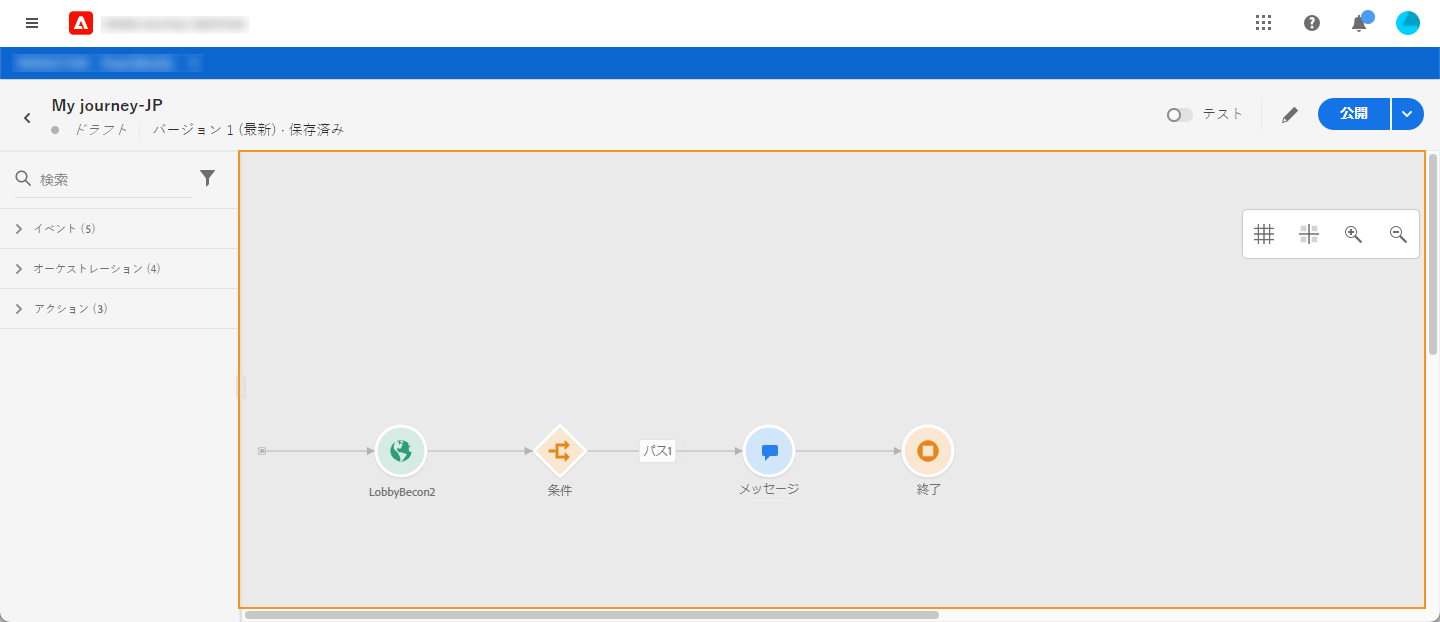 My journey-JP
ドラフト バージョン 1 (最新) · 保存済み
テスト
公開
検索
イベント (5)
オーケストレーション (4)
アクション (3)
パス1
LobbyBecon2
条件
メッセージ
終了